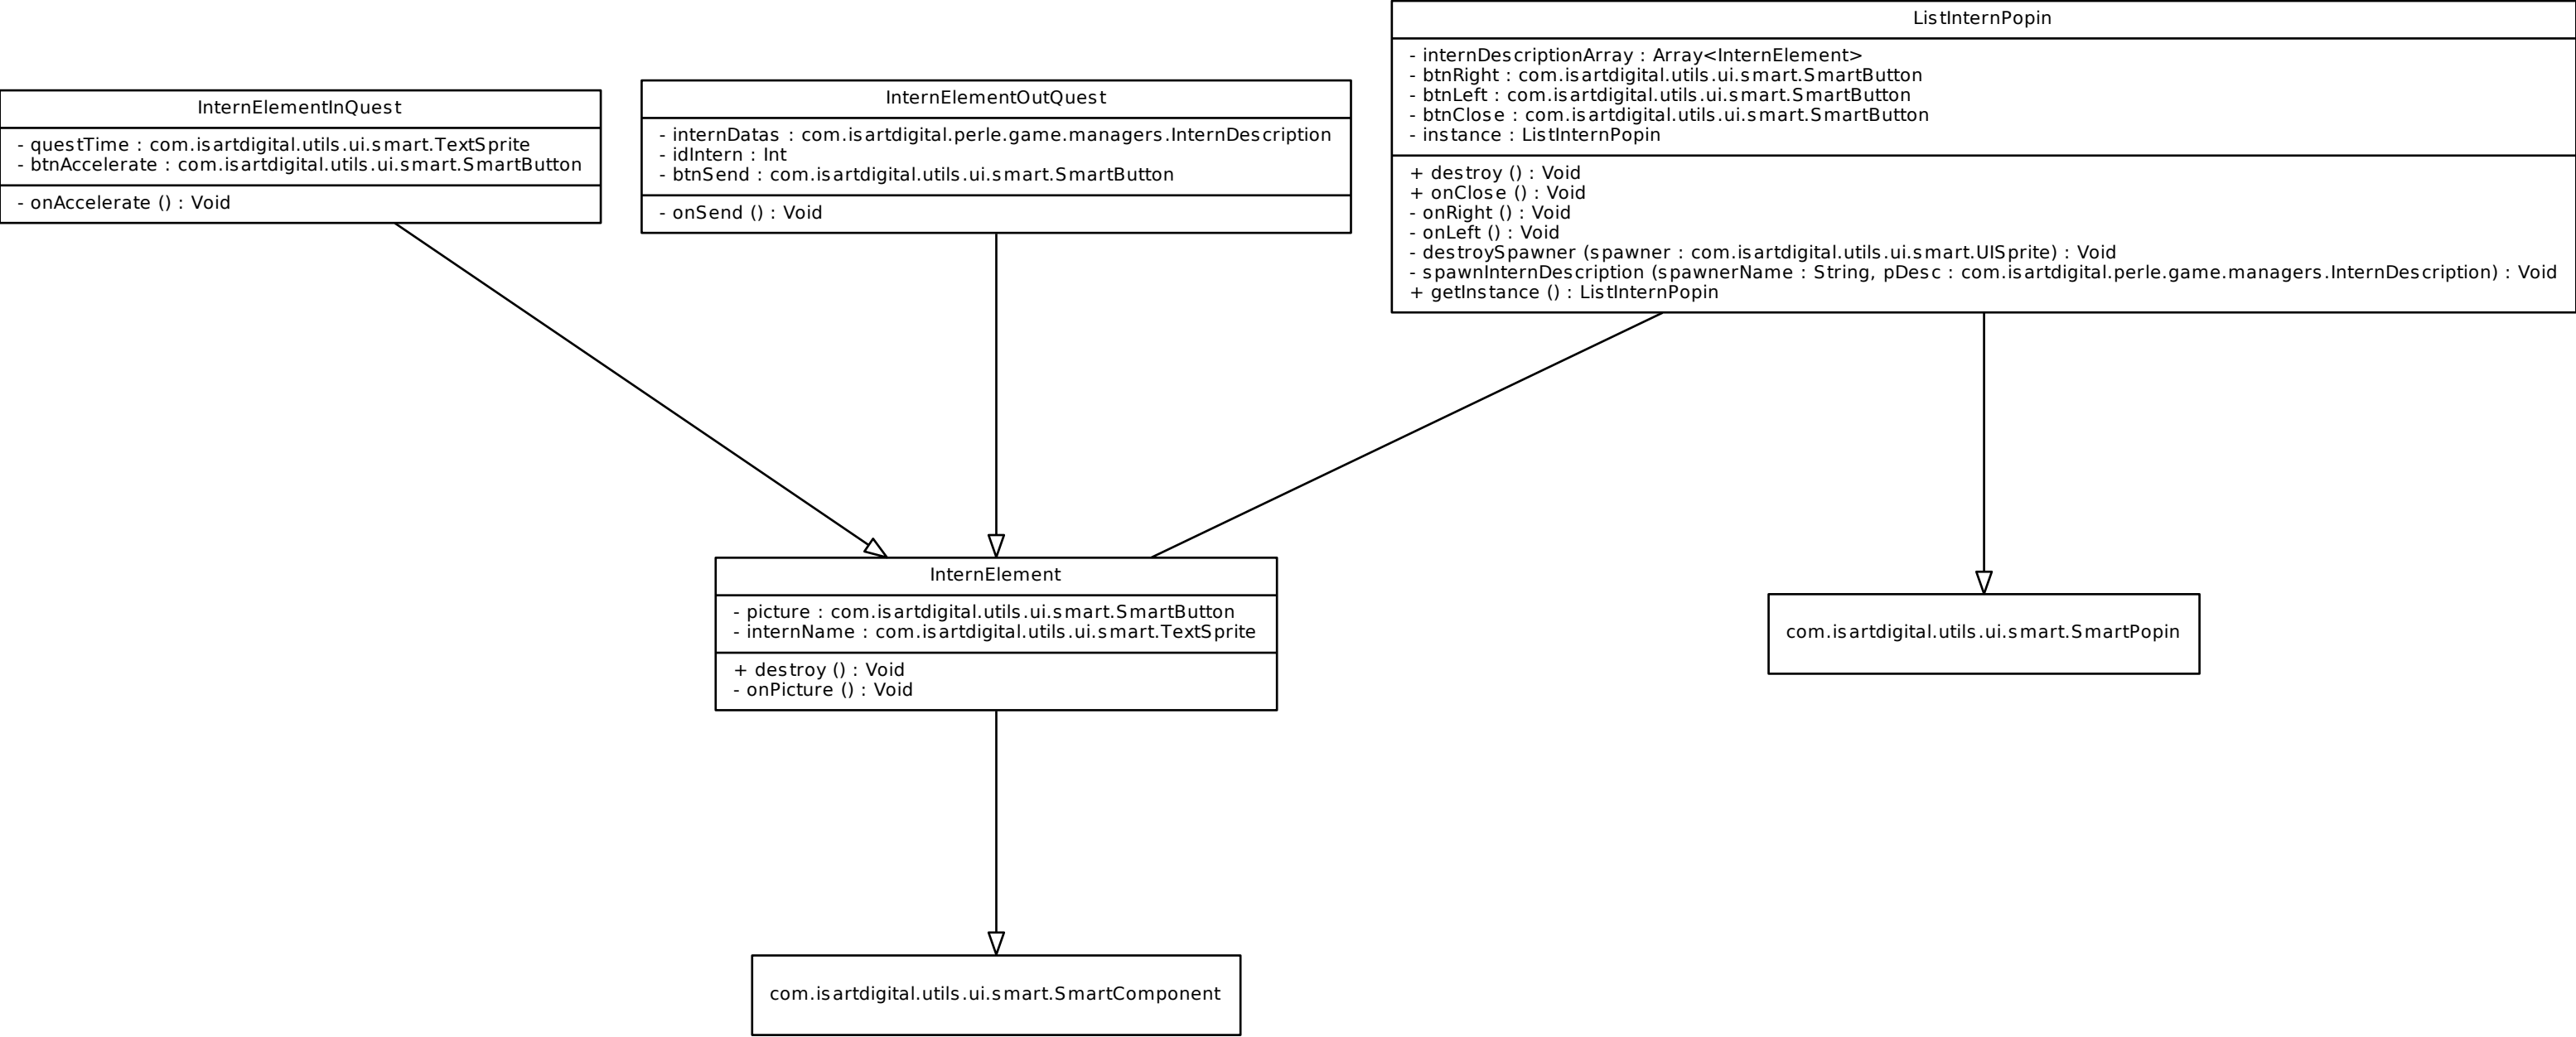 InternElementInQuest
- questTime : com.isartdigital.utils.ui.smart.TextSprite
- btnAccelerate : com.isartdigital.utils.ui.smart.SmartButton
- onAccelerate () : Void
InternElementOutQuest
- internDatas : com.isartdigital.perle.game.managers.InternDescription
- idIntern : Int
- btnSend : com.isartdigital.utils.ui.smart.SmartButton
- onSend () : Void
ListInternPopin
- internDescriptionArray : Array<InternElement>
- btnRight : com.isartdigital.utils.ui.smart.SmartButton
- btnLeft : com.isartdigital.utils.ui.smart.SmartButton
- btnClose : com.isartdigital.utils.ui.smart.SmartButton
- instance : ListInternPopin
+ destroy () : Void
+ onClose () : Void
- onRight () : Void
- onLeft () : Void
- destroySpawner (spawner : com.isartdigital.utils.ui.smart.UISprite) : Void
- spawnInternDescription (spawnerName : String, pDesc : com.isartdigital.perle.game.managers.InternDescription) : Void
+ getInstance () : ListInternPopin
InternElement
- picture : com.isartdigital.utils.ui.smart.SmartButton
- internName : com.isartdigital.utils.ui.smart.TextSprite
+ destroy () : Void
- onPicture () : Void
com.isartdigital.utils.ui.smart.SmartPopin
com.isartdigital.utils.ui.smart.SmartComponent